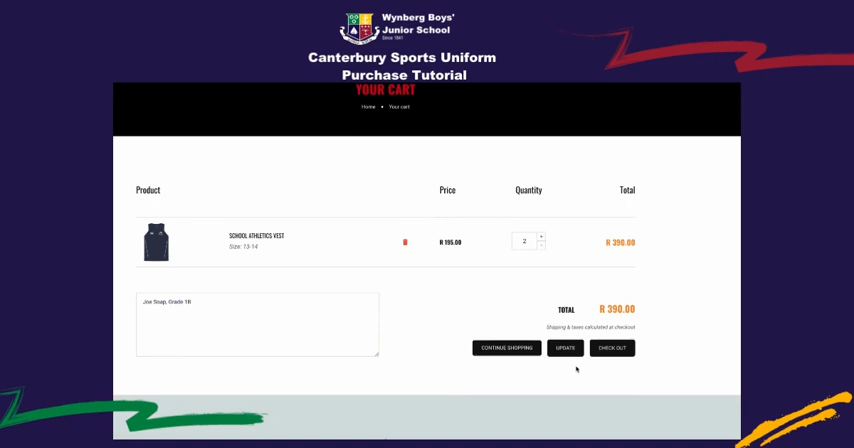 Wynberg Boys'
Junior School
Since 1841
Canterbury Sports Uniform
Purchase Tutorial
YOUR CART
Home • Your cart
Product Price Quantity Total
SCHOOL ATHLETICS VEST
Size: 13-14
R 195.00 2 + - R 390.00
Joe Soap, Grade 1R
TOTAL R 390.00
Shipping & taxes calculated at checkout
CONTINUE SHOPPING UPDATE CHECK OUT